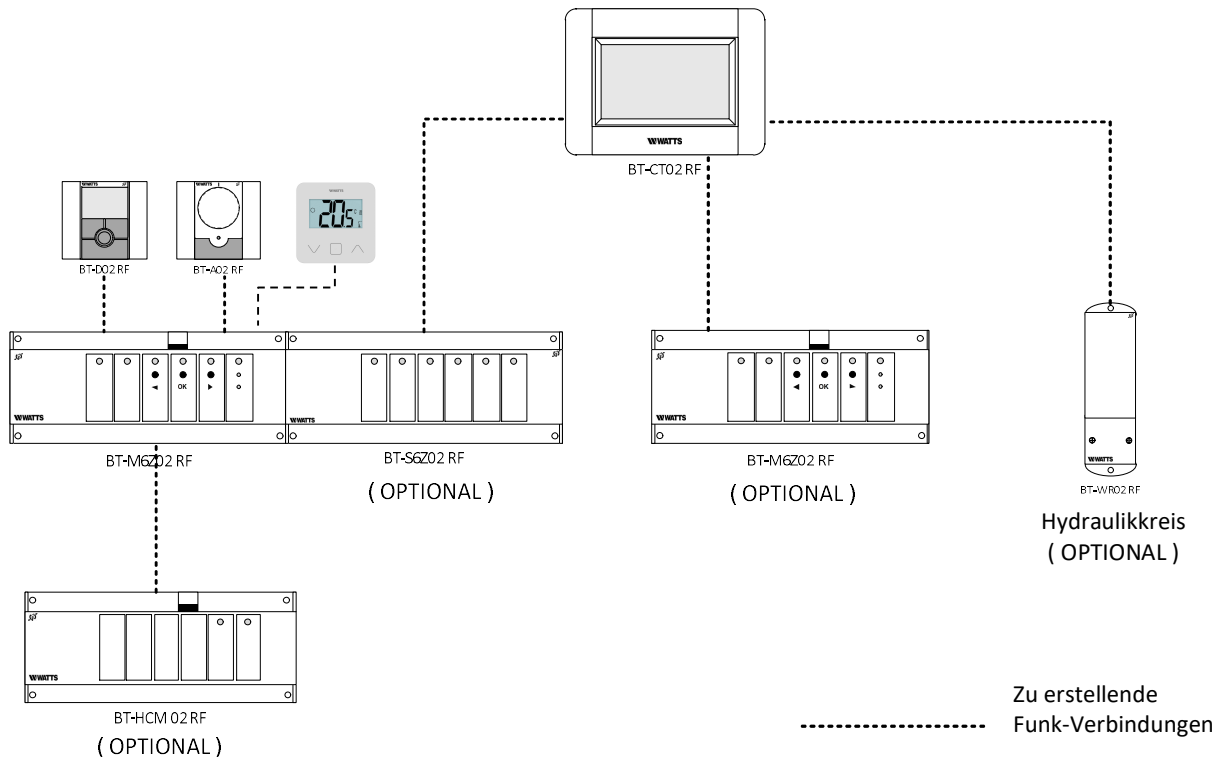 WATTS
BT-CT02 RF
WATTS
BT-D02 RF
WATTS
BT-A02 RF
WATTS
20.5°
OK
WATTS
BT-M6Z02 RF
WATTS
BT-S6Z02 RF
( OPTIONAL )
OK
WATTS
BT-M6Z02 RF
( OPTIONAL )
WATTS
BT-WR02 RF
Hydraulikkreis
( OPTIONAL )
WATTS
BT-HCM 02 RF
( OPTIONAL )
Zu erstellende
Funk-Verbindungen